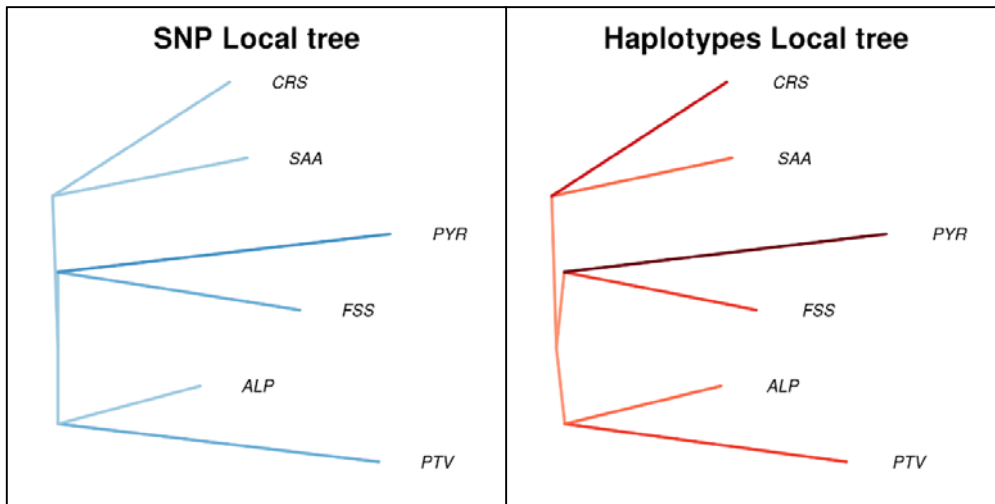 SNP Local tree
CRS
SAA
PYR
FSS
ALP
PTV
Haplotypes Local tree
CRS
SAA
PYR
FSS
ALP
PTV